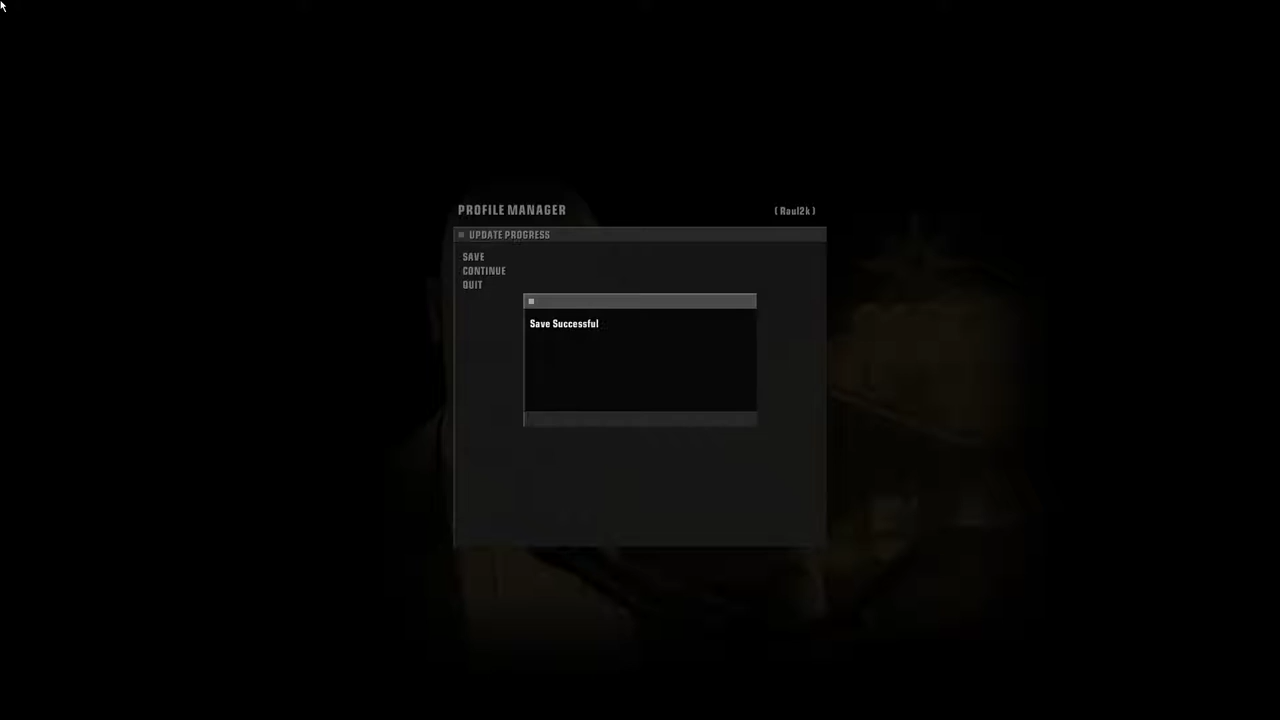 PROFILE MANAGER
( Raul2k )
UPDATE PROGRESS
SAVE
CONTINUE
QUIT
Save Successful